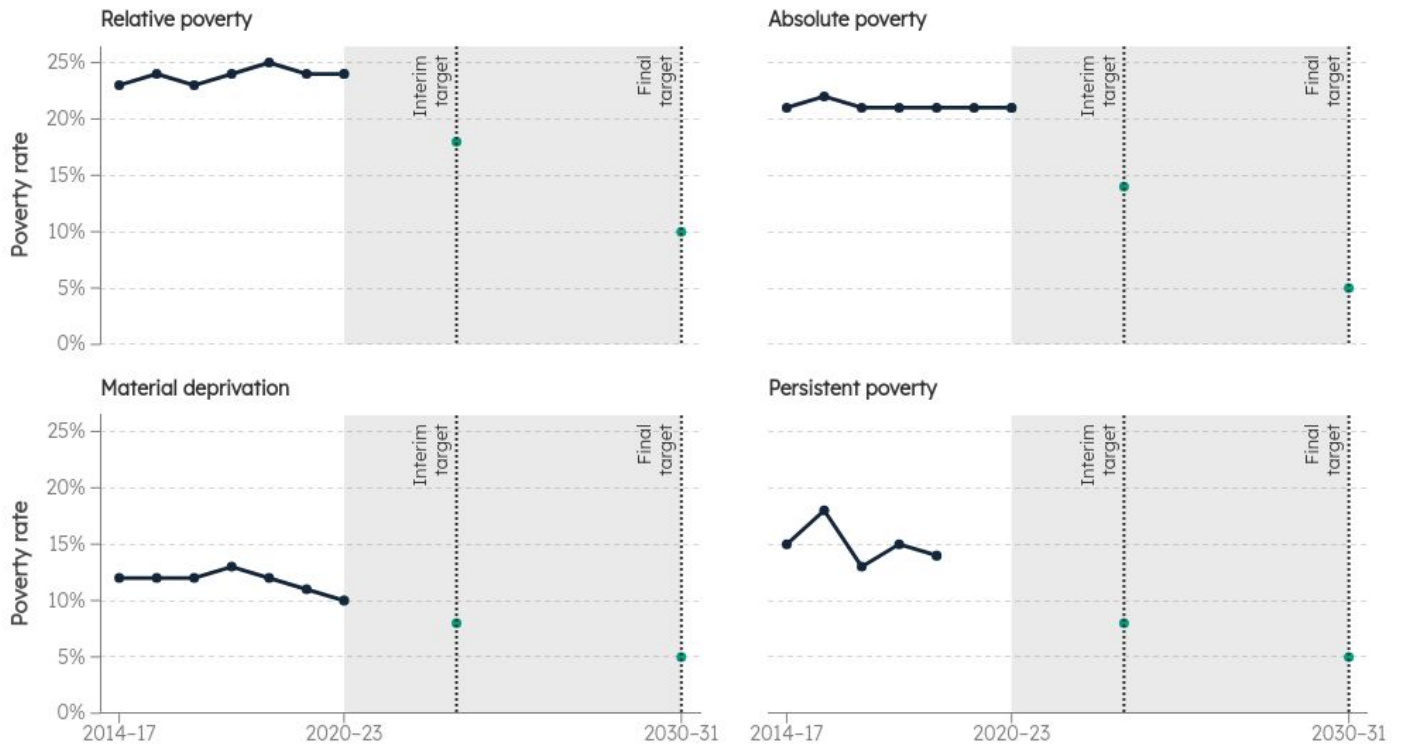 Relative poverty
Absolute poverty
25%
20%
15%
10%
5%
0%
Poverty rate
Interim
target
Final
target
Interim
target
Final
target
Material deprivation
Persistent poverty
25%
20%
15%
10%
5%
0%
Poverty rate
Interim
target
Final
target
Interim
target
Final
target
2014–17
2020–23
2030–31
2014–17
2020–23
2030–31